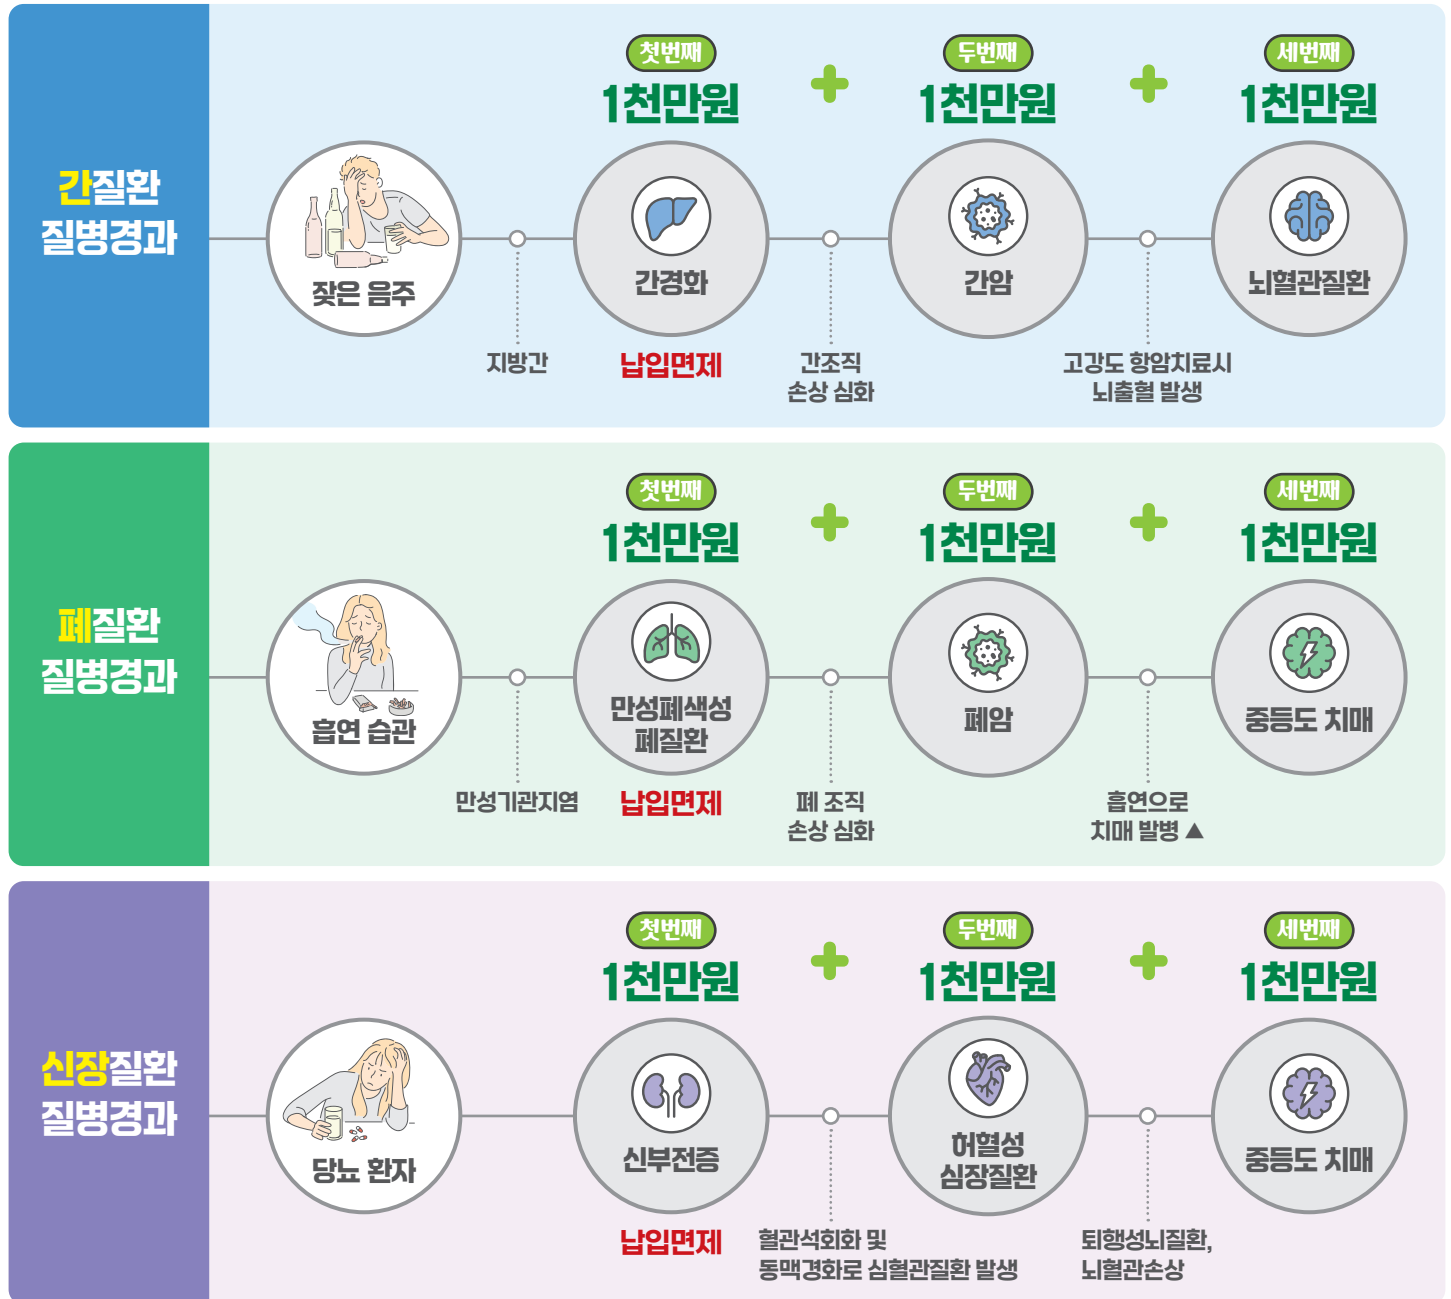 간질환
질병경과
첫번째
1천만원
두번째
1천만원
세번째
1천만원
잦은 음주
간경화
간암
뇌혈관질환
지방간
납입면제
간조직
손상 심화
고강도 항암치료시
뇌출혈 발생
폐질환
질병경과
첫번째
1천만원
두번째
1천만원
세번째
1천만원
흡연 습관
만성폐색성
폐질환
폐암
중등도 치매
만성기관지염
납입면제
폐 조직
손상 심화
흡연으로
치매 발병 ▲
신장질환
질병경과
첫번째
1천만원
두번째
1천만원
세번째
1천만원
당뇨 환자
신부전증
허혈성
심장질환
중등도 치매
납입면제
혈관석회화 및
동맥경화로 심혈관질환 발생
퇴행성뇌질환,
뇌혈관손상